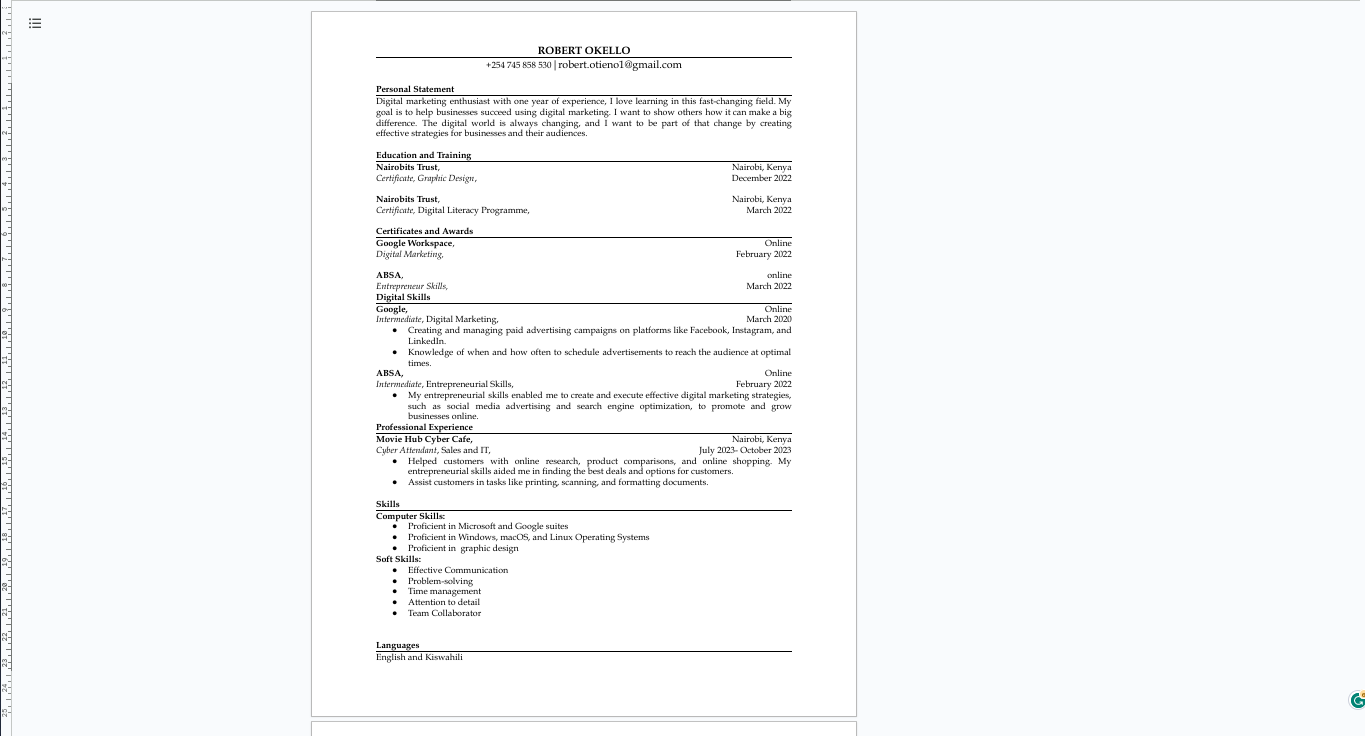 ROBERT OKELLO
+254 745 858 530 | robert.otieno1@gmail.com
Personal Statement
Digital marketing enthusiast with one year of experience, I love learning in this fast-changing field. My
goal is to help businesses succeed using digital marketing. I want to show others how it can make a big
difference. The digital world is always changing, and I want to be part of that change by creating
effective strategies for businesses and their audiences.
Education and Training
Nairobits Trust, Nairobi, Kenya
Certificate, Graphic Design, December 2022
Nairobits Trust, Nairobi, Kenya
Certificate, Digital Literacy Programme, March 2022
Certificates and Awards
Google Workspace, Online
Digital Marketing, February 2022
ABSA, online
Entrepreneur Skills, March 2022
Digital Skills
Google, Online
Intermediate, Digital Marketing, March 2020
● Creating and managing paid advertising campaigns on platforms like Facebook, Instagram, and
LinkedIn.
● Knowledge of when and how often to schedule advertisements to reach the audience at optimal
times.
ABSA, Online
Intermediate, Entrepreneurial Skills, February 2022
● My entrepreneurial skills enabled me to create and execute effective digital marketing strategies,
such as social media advertising and search engine optimization, to promote and grow
businesses online.
Professional Experience
Movie Hub Cyber Cafe, Nairobi, Kenya
Cyber Attendant, Sales and IT, July 2023- October 2023
● Helped customers with online research, product comparisons, and online shopping. My
entrepreneurial skills aided me in finding the best deals and options for customers.
● Assist customers in tasks like printing, scanning, and formatting documents.
Skills
Computer Skills:
● Proficient in Microsoft and Google suites
● Proficient in Windows, macOS, and Linux Operating Systems
● Proficient in graphic design
Soft Skills:
● Effective Communication
● Problem-solving
● Time management
● Attention to detail
● Team Collaborator
Languages
English and Kiswahili